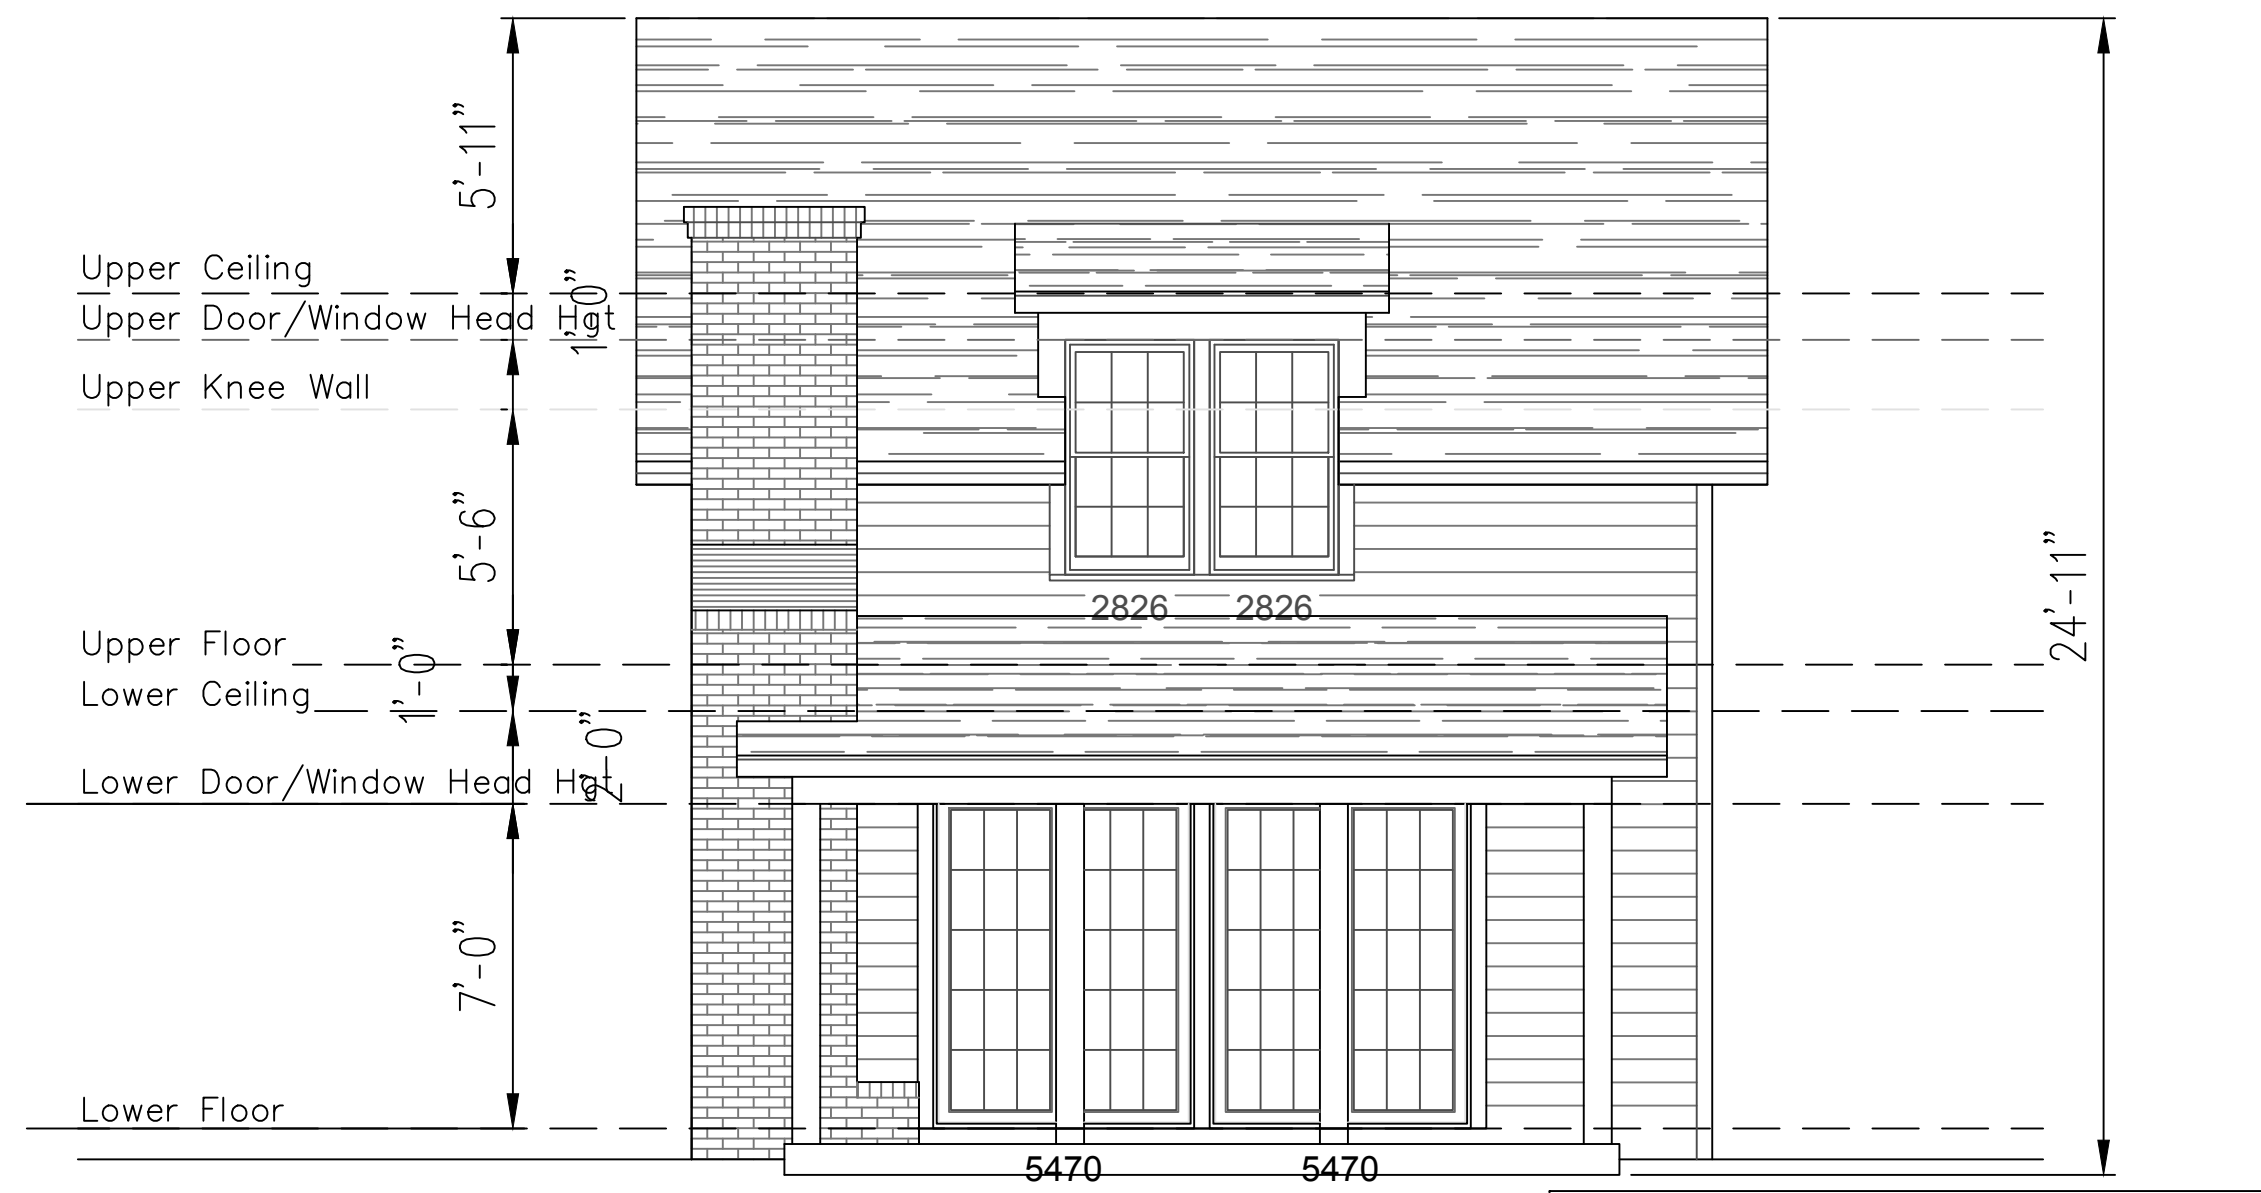 5'-11"
Upper Ceiling
1'-0"
Upper Door/Window Head Hgt
Upper Knee Wall
5'-6"
24'-11"
2826 2826
Upper Floor
1'-0"
Lower Ceiling
2'-0"
Lower Door/Window Head Hgt
7'-0"
Lower Floor
5470 5470